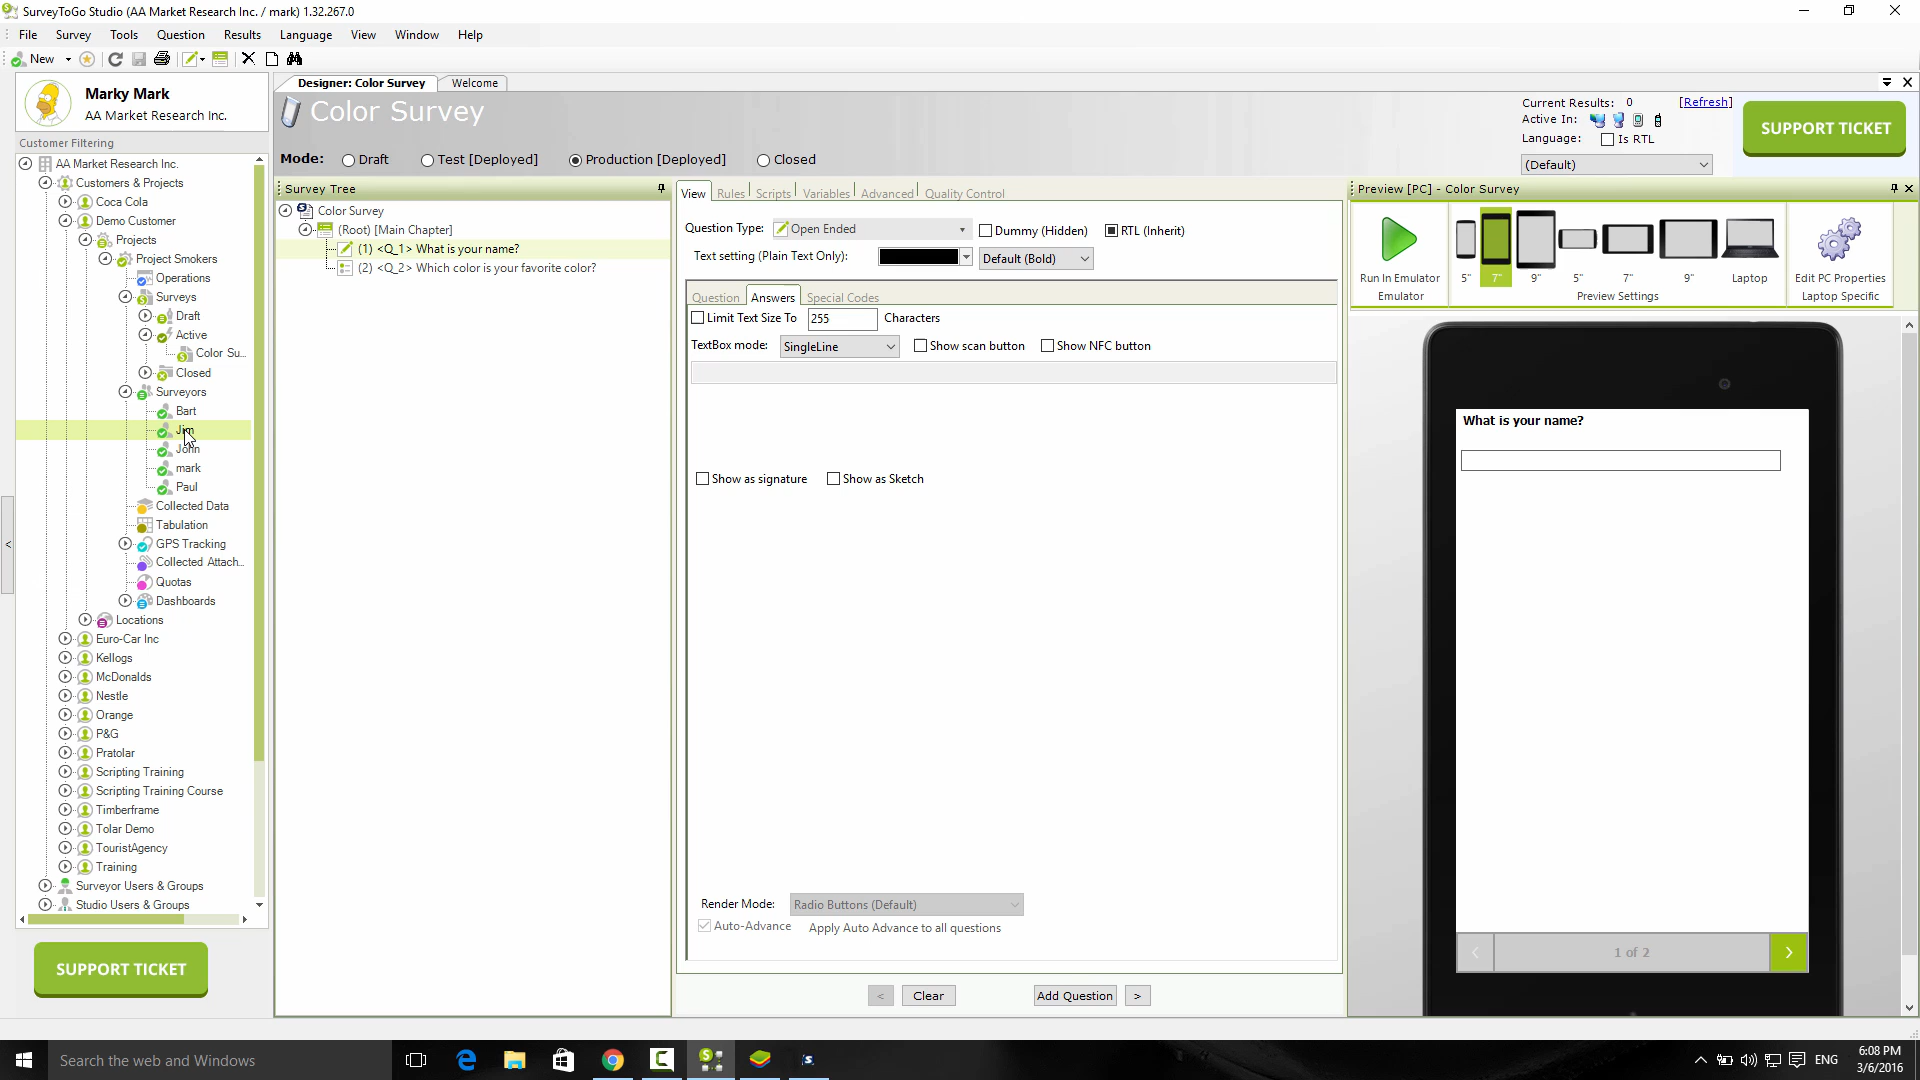 SurveyToGo Studio (AA Market Research Inc. / mark) 1.32.267.0
File Survey Tools Question Results Language View Window Help
New
Marky Mark
AA Market Research Inc.
Customer Filtering
AA Market Research Inc.
Customers & Projects
Coca Cola
Demo Customer
Projects
Project Smokers
Operations
Surveys
Draft
Active
Color Su...
Closed
Surveyors
Bart
Jim
John
mark
Paul
Collected Data
Tabulation
GPS Tracking
Collected Attach...
Quotas
Dashboards
Locations
Euro-Car Inc
Kellogs
McDonalds
Nestle
Orange
P&G
Pratolar
Scripting Training
Scripting Training Course
Timberframe
Tolar Demo
TouristAgency
Training
Surveyor Users & Groups
Studio Users & Groups
SUPPORT TICKET
Designer: Color Survey Welcome
Color Survey
Current Results: 0 [Refresh]
Active In:
Language: Is RTL
(Default)
SUPPORT TICKET
Mode: Draft Test [Deployed] Production [Deployed] Closed
Survey Tree
Color Survey
(Root) [Main Chapter]
(1) <Q_1> What is your name?
(2) <Q_2> Which color is your favorite color?
View Rules Scripts Variables Advanced Quality Control
Question Type: Open Ended Dummy (Hidden) RTL (Inherit)
Text setting (Plain Text Only): Default (Bold)
Question Answers Special Codes
Limit Text Size To 255 Characters
TextBox mode: SingleLine Show scan button Show NFC button
Show as signature Show as Sketch
Render Mode: Radio Buttons (Default)
Auto-Advance Apply Auto Advance to all questions
< Clear Add Question >
Preview [PC] - Color Survey
Run In Emulator 5" 7" 9" 5" 7" 9" Laptop Edit PC Properties
Emulator Preview Settings Laptop Specific
What is your name?
< 1 of 2 >
Search the web and Windows
ENG
6:08 PM
3/6/2016